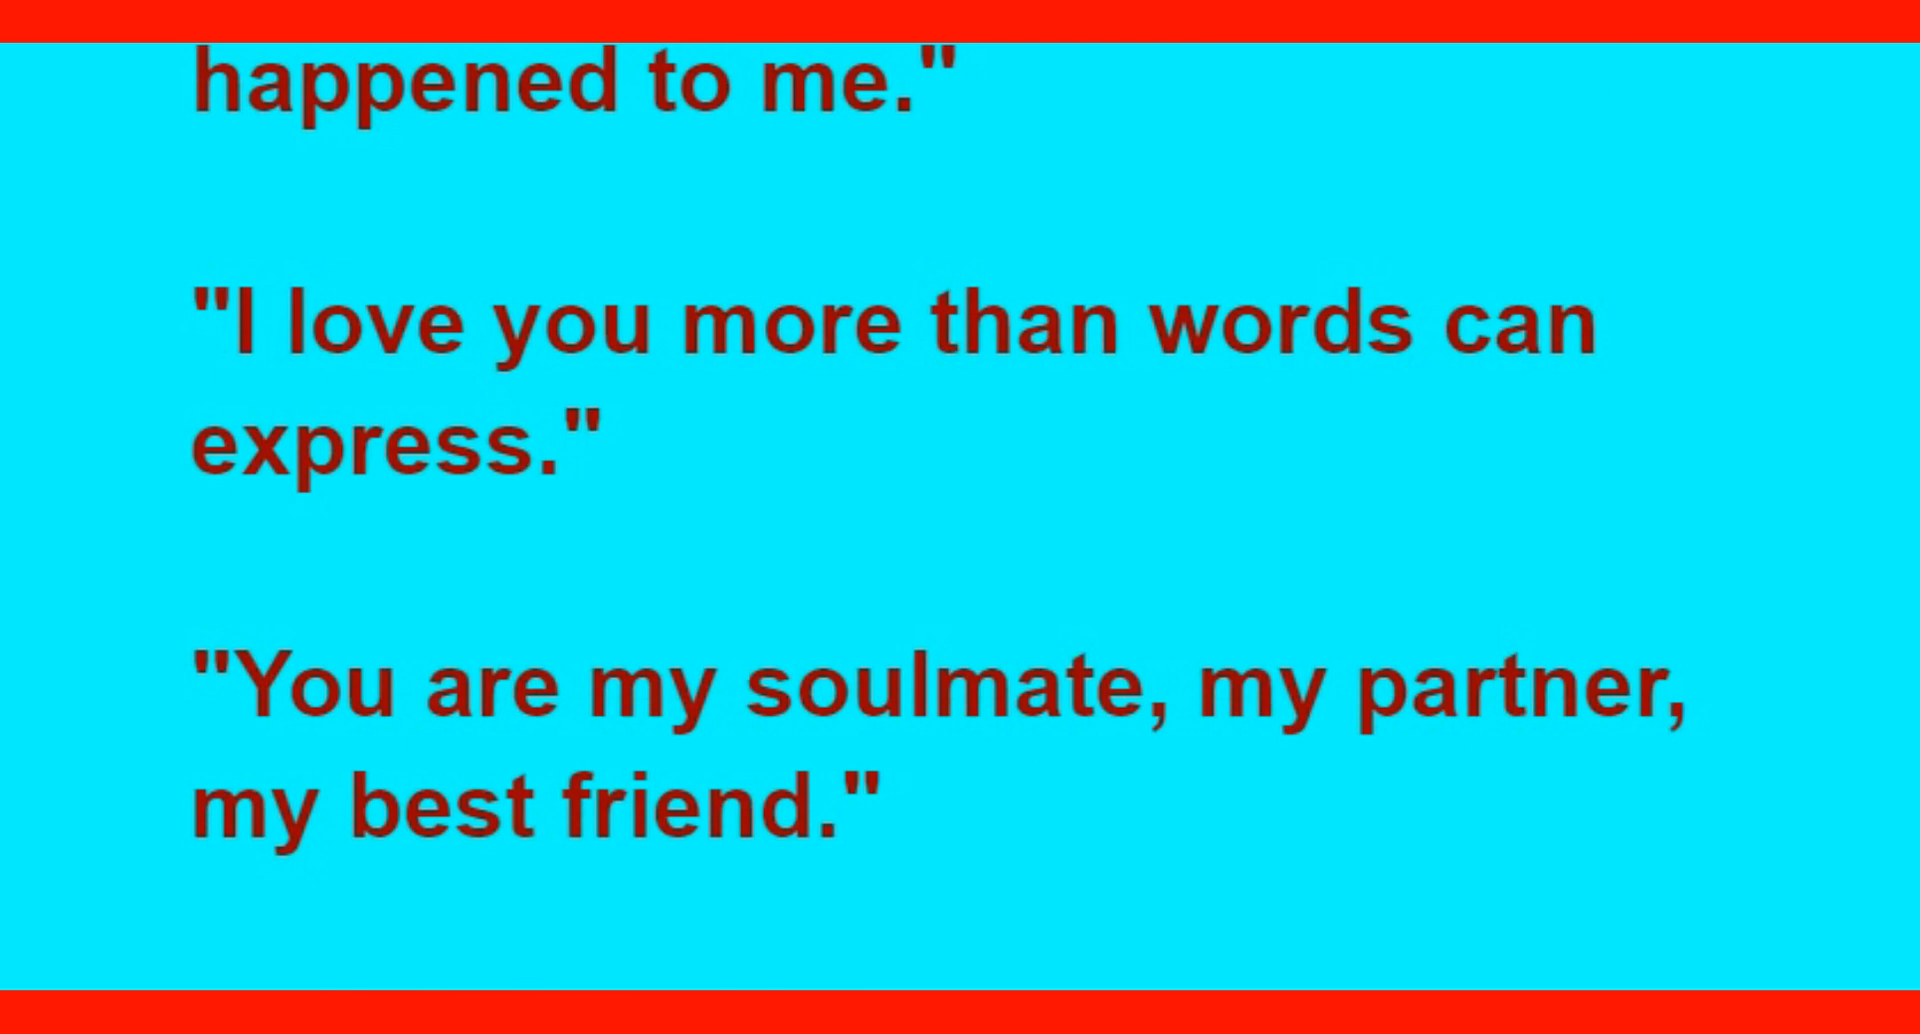 happened to me."
"I love you more than words can
express."
"You are my soulmate, my partner,
my best friend."